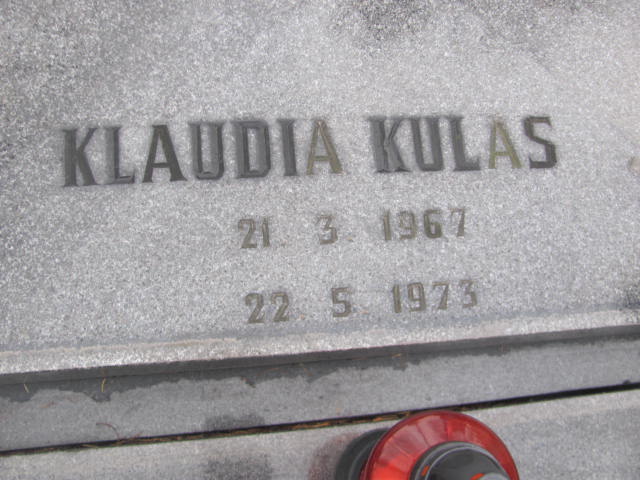 KLAUDIA KULAS
21. 3. 1967
22. 5. 1973